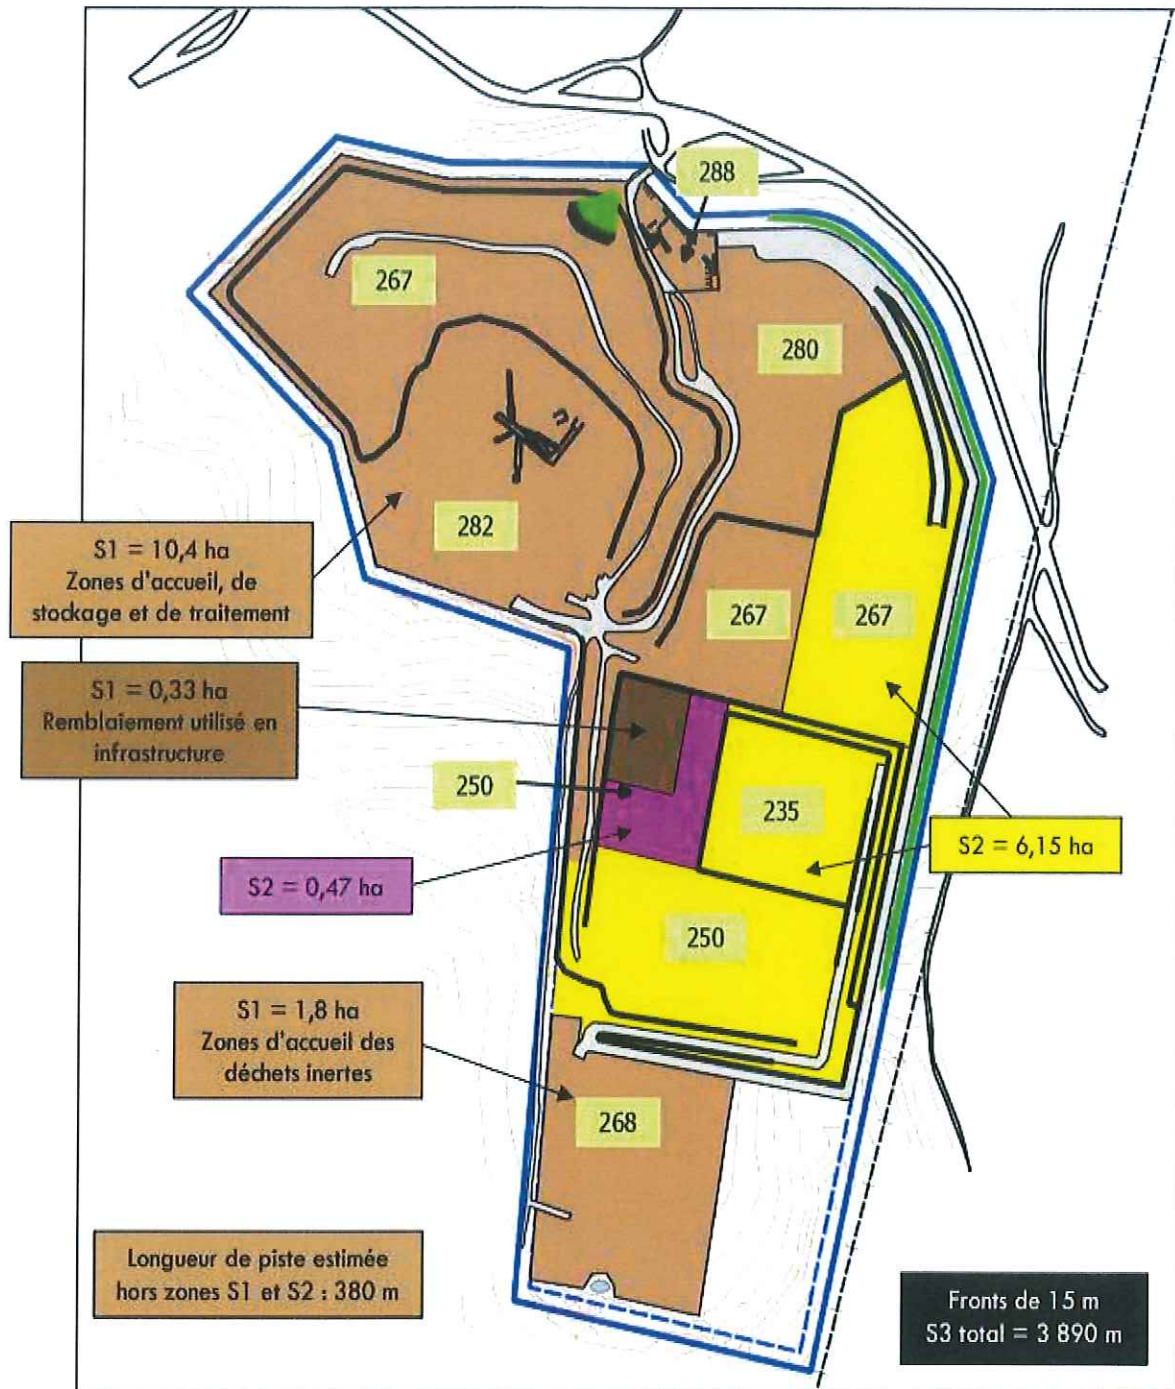 288
267
280
S1 = 10,4 ha
Zones d'accueil, de
stockage et de traitement
282
267
267
S1 = 0,33 ha
Remblaiement utilisé en
infrastructure
250
235
S2 = 6,15 ha
S2 = 0,47 ha
250
S1 = 1,8 ha
Zones d'accueil des
déchets inertes
268
Longueur de piste estimée
hors zones S1 et S2 : 380 m
Fronts de 15 m
S3 total = 3 890 m